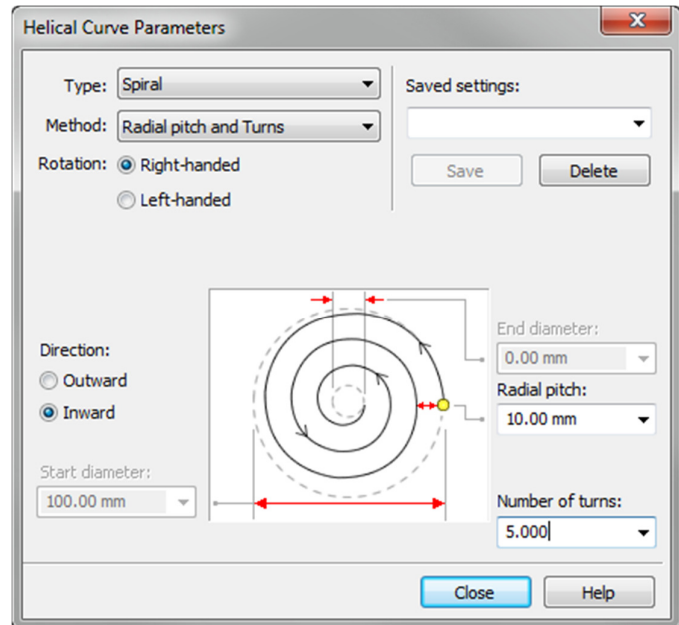 Helical Curve Parameters
Type: Spiral
Method: Radial pitch and Turns
Rotation: Right-handed
Left-handed
Saved settings:
Save Delete
Direction:
Outward
Inward
Start diameter:
100.00 mm
End diameter:
0.00 mm
Radial pitch:
10.00 mm
Number of turns:
5.000
Close Help